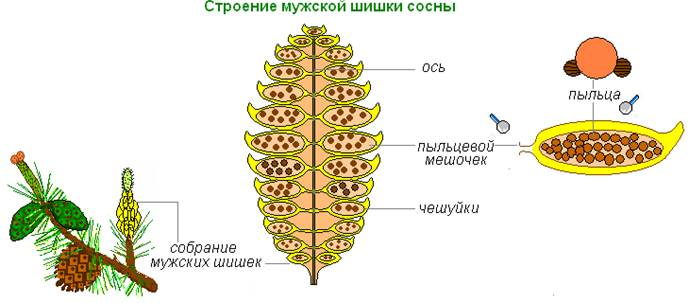 Строение мужской шишки сосны
ось
пыльца
пыльцевой
мешочек
чешуйки
собрание
мужских шишек